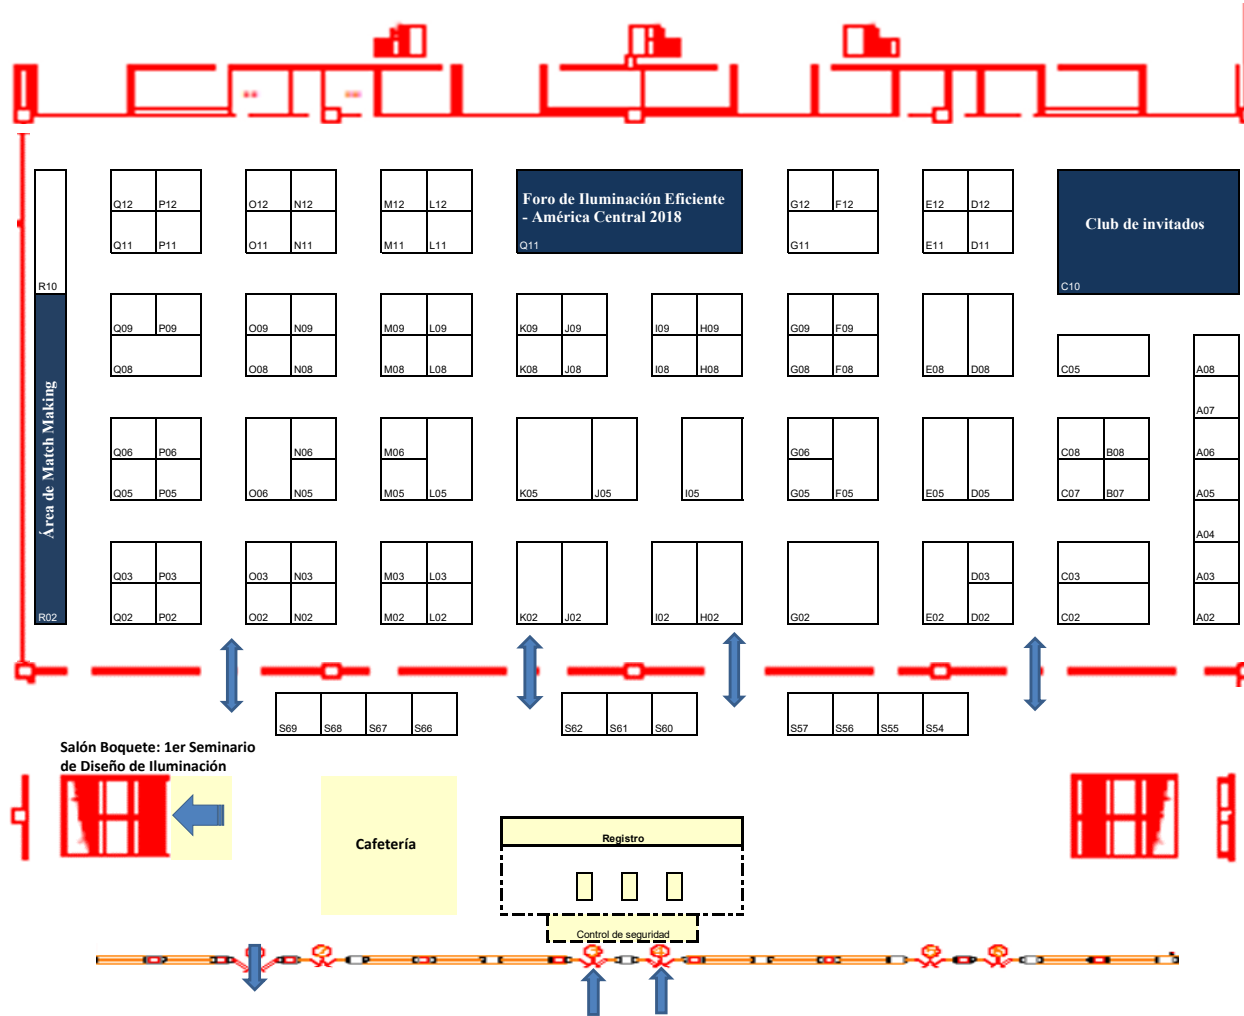 Q12 P12 O12 N12 M12 L12 Foro de Iluminación Eficiente G12 F12 E12 D12
- América Central 2018 Club de invitados
Q11 P11 O11 N11 M11 L11 Q11 G11 E11 D11
R10 C10
Q09 P09 O09 N09 M09 L09 K09 J09 I09 H09 G09 F09
Q08 O08 N08 M08 L08 K08 J08 I08 H08 G08 F08 E08 D08 C05 A08
Área de Match Making
A07
Q06 P06 N06 M06 G06 C08 B08 A06
Q05 P05 O06 N05 M05 L05 K05 J05 I05 G05 F05 E05 D05 C07 B07 A05
A04
Q03 P03 O03 N03 M03 L03 D03 C03 A03
R02 Q02 P02 O02 N02 M02 L02 K02 J02 I02 H02 G02 E02 D02 C02 A02
S69 S68 S67 S66 S62 S61 S60 S57 S56 S55 S54
Salón Boquete: 1er Seminario
de Diseño de Iluminación
Cafetería
Registro
Control de seguridad